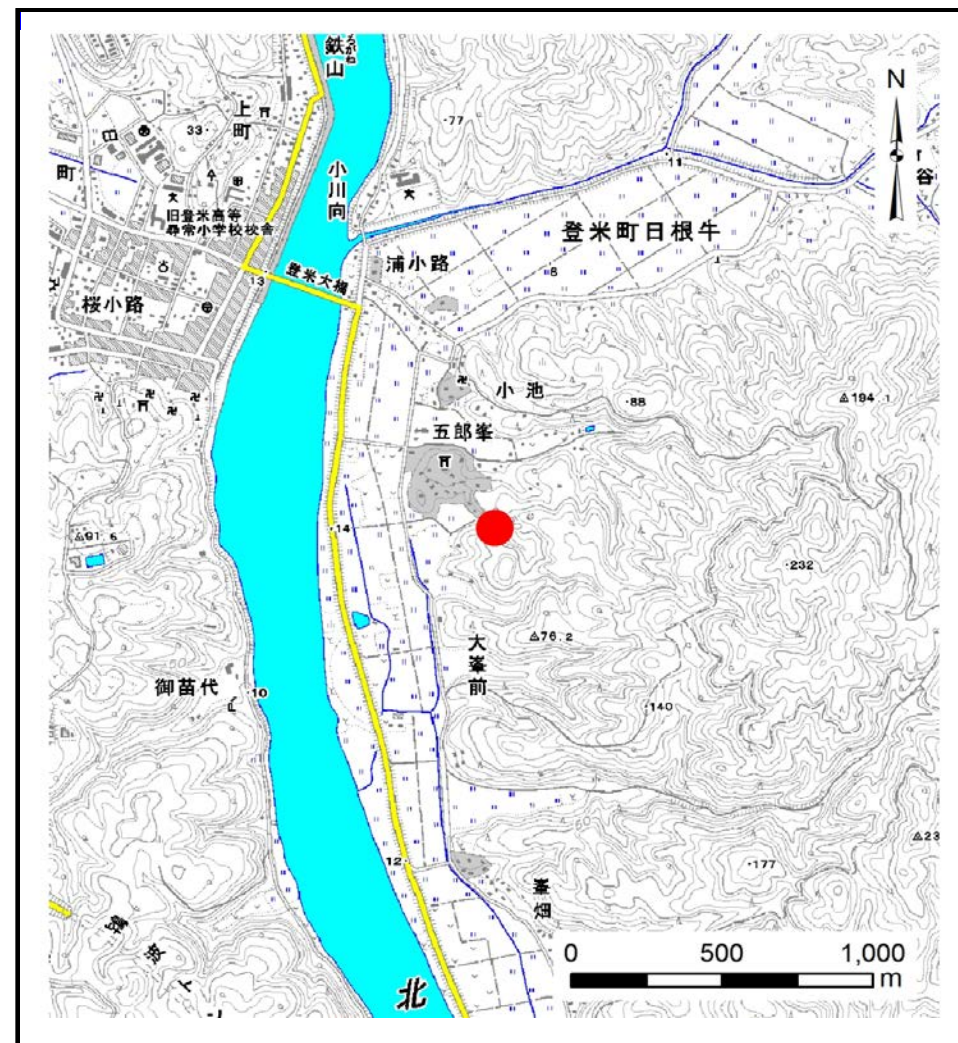 鉄山
N
上町
33
77
小川向
11
谷
町
旧登米高等
尋常小学校校舎
登米町日根牛
浦小路
8
登米大橋
13
桜小路
小池
88
194.1
五郎峯
14
91.6
232
大峯前
76.2
御苗代
10
140
12
177
23
峯畑
0 500 1,000
m
北